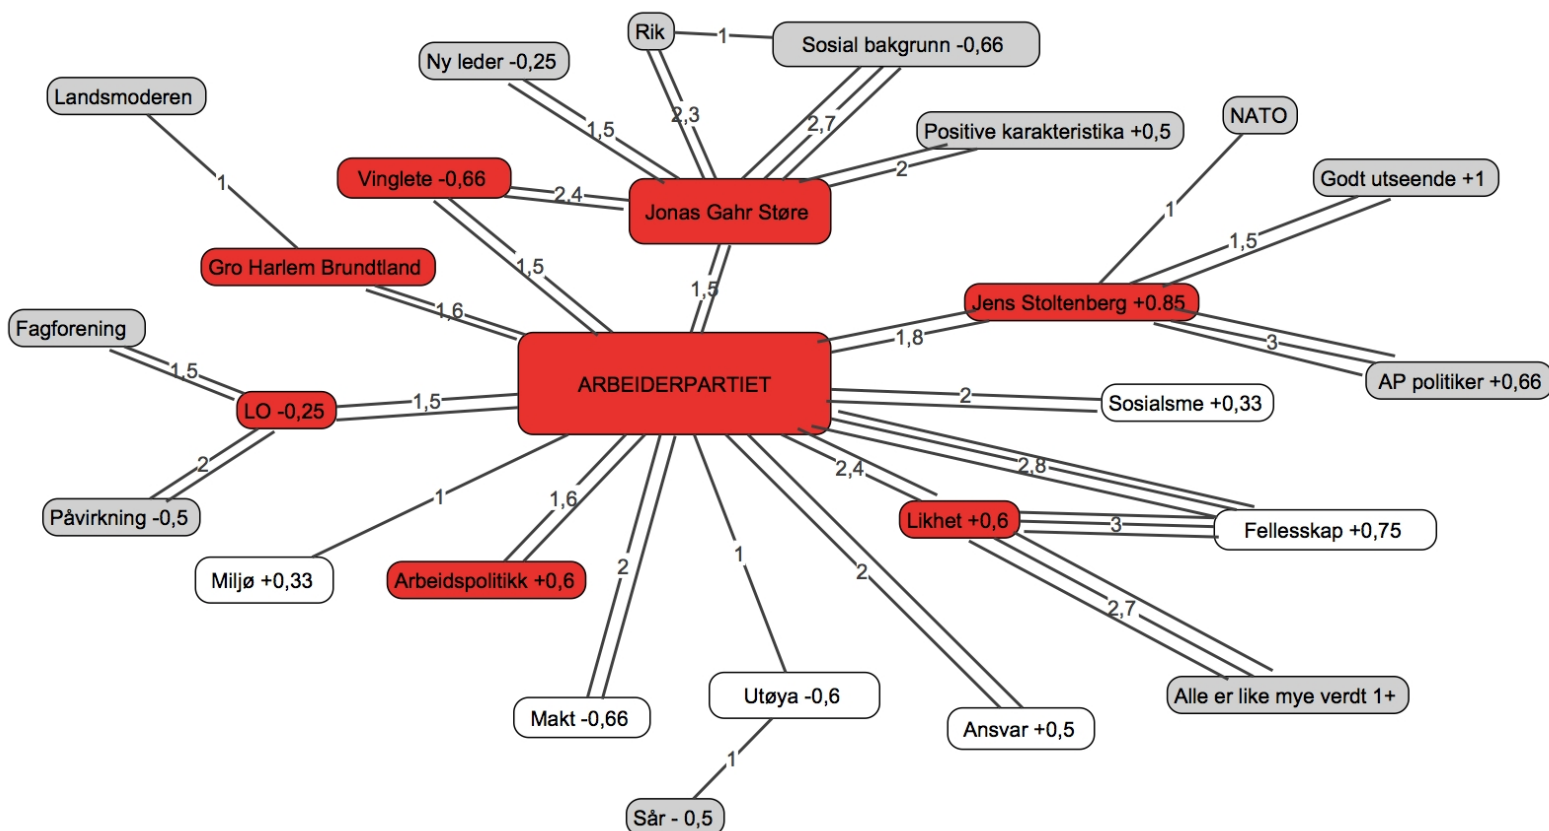 Rik
1
Sosial bakgrunn -0,66
Ny leder -0,25
Landsmoderen
2,3
2,7
1,5
NATO
Positive karakteristika +0,5
2
Godt utseende +1
Vinglete -0,66
2,4
1
Jonas Gahr Støre
1
1,5
Gro Harlem Brundtland
1,5
1,6
1,5
Jens Stoltenberg +0.85
Fagforening
1,8
3
1,5
ARBEIDERPARTIET
AP politiker +0,66
LO -0,25
1,5
2
Sosialsme +0,33
2
2,4
2,8
1
1,6
Påvirkning -0,5
Likhet +0,6
3
Fellesskap +0,75
Miljø +0,33
Arbeidspolitikk +0,6
2
1
2
2,7
Utøya -0,6
Alle er like mye verdt 1+
Makt -0,66
Ansvar +0,5
1
Sår - 0,5